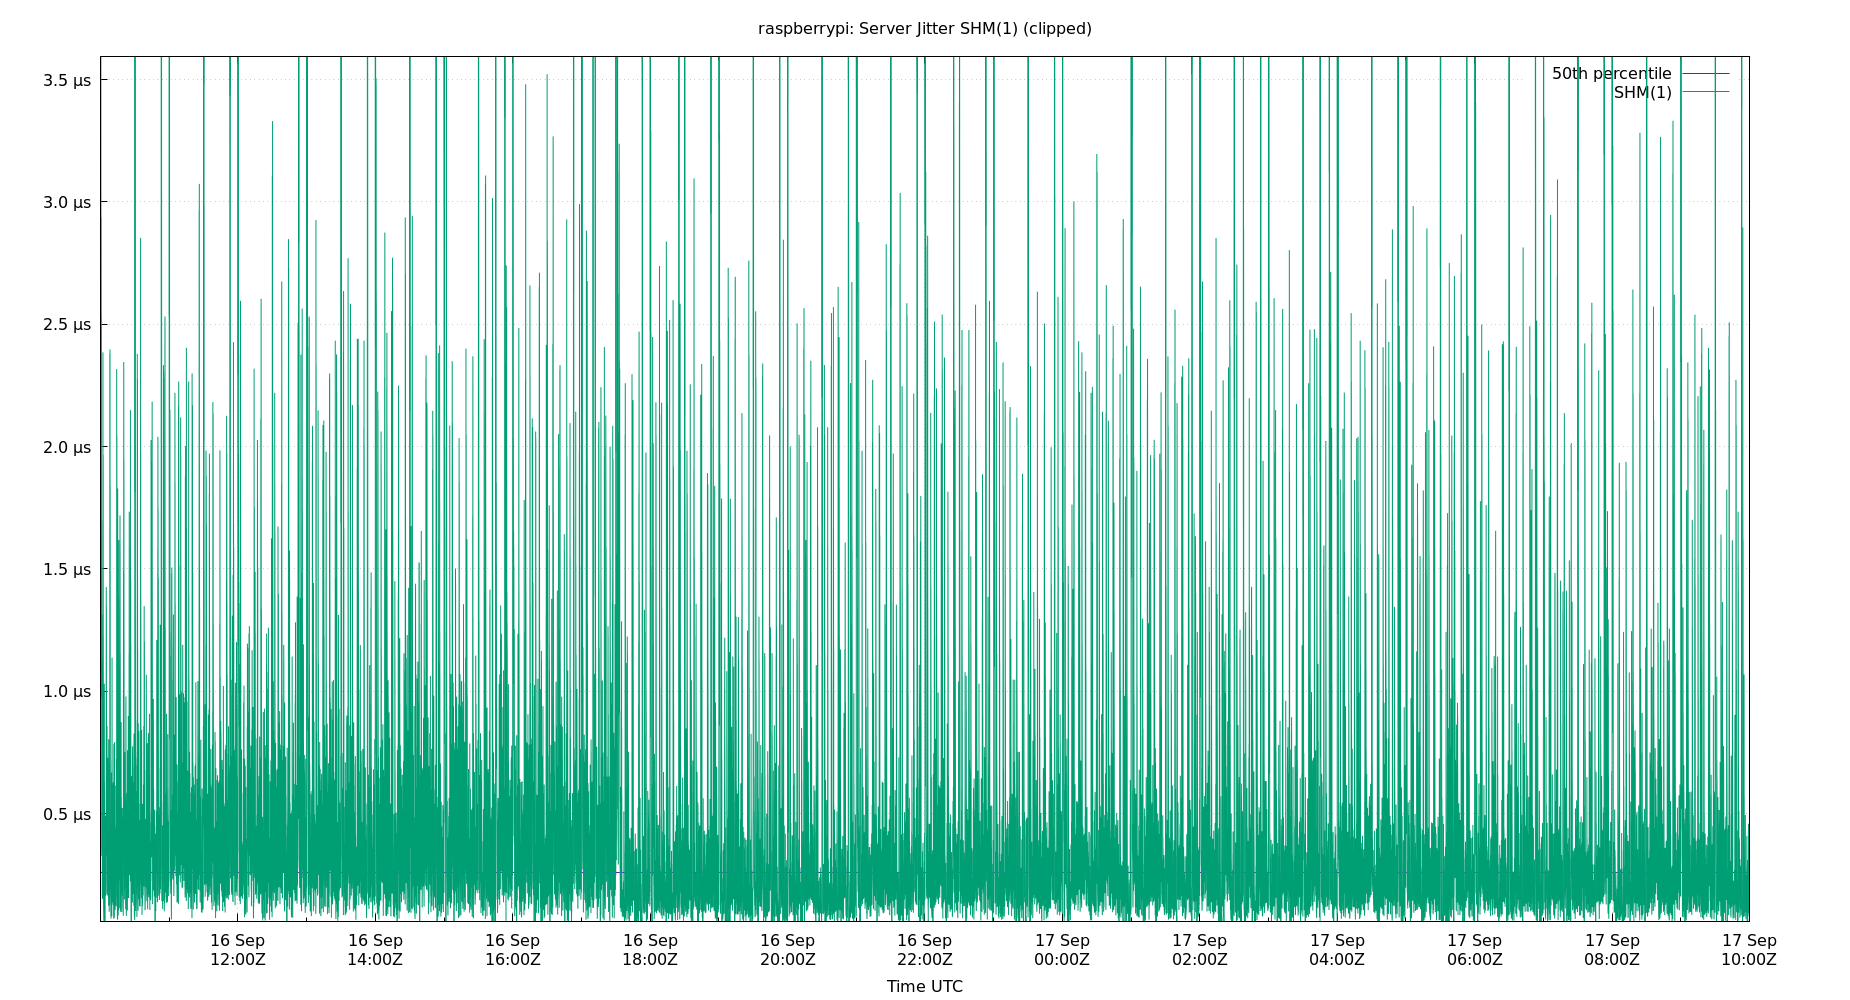 raspberrypi: Server Jitter SHM(1) (clipped)
50th percentile
SHM(1)
3.5 µs
3.0 µs
2.5 µs
2.0 µs
1.5 µs
1.0 µs
0.5 µs
16 Sep 16 Sep 16 Sep 16 Sep 16 Sep 16 Sep 17 Sep 17 Sep 17 Sep 17 Sep 17 Sep 17 Sep
12:00Z 14:00Z 16:00Z 18:00Z 20:00Z 22:00Z 00:00Z 02:00Z 04:00Z 06:00Z 08:00Z 10:00Z
Time UTC